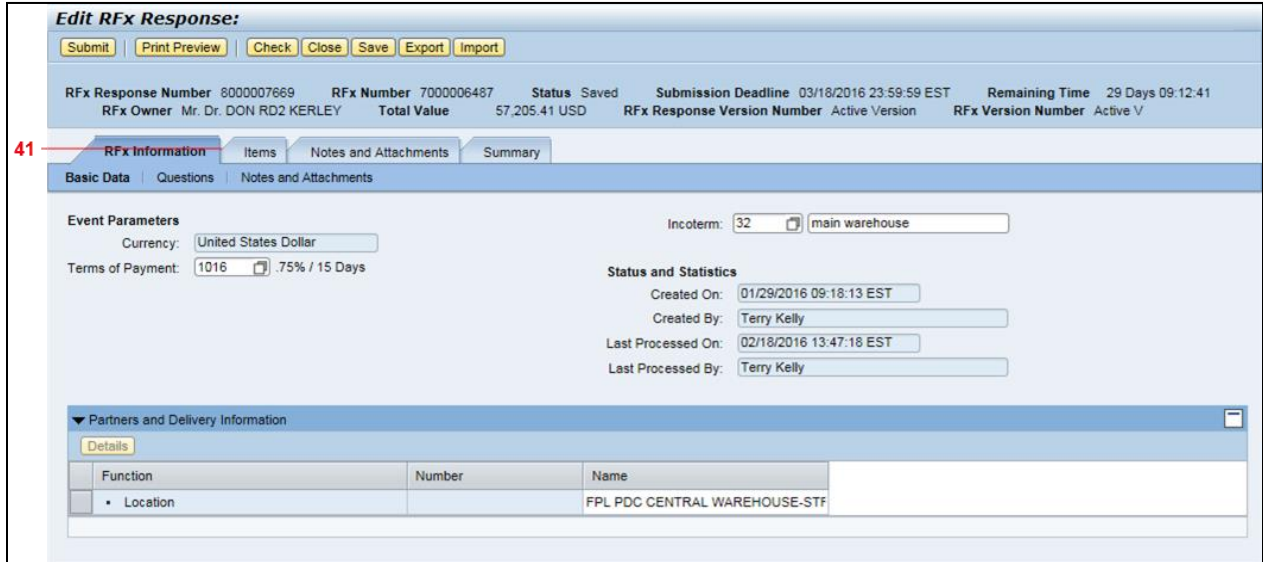 Edit RFx Response:
Submit Print Preview Check Close Save Export Import
RFx Response Number 8000007669 RFx Number 7000006487 Status Saved Submission Deadline 03/18/2016 23:59:59 EST Remaining Time 29 Days 09:12:41
RFx Owner Mr. Dr. DON RD2 KERLEY Total Value 57,205.41 USD RFx Response Version Number Active Version RFx Version Number Active V
41 RFx Information Items Notes and Attachments Summary
Basic Data Questions Notes and Attachments
Event Parameters Incoterm: 32 main warehouse
Currency: United States Dollar
Terms of Payment: 1016 .75% / 15 Days
Status and Statistics
Created On: 01/29/2016 09:18:13 EST
Created By: Terry Kelly
Last Processed On: 02/18/2016 13:47:18 EST
Last Processed By: Terry Kelly
Partners and Delivery Information
Details
Function Number Name
• Location FPL PDC CENTRAL WAREHOUSE-STF